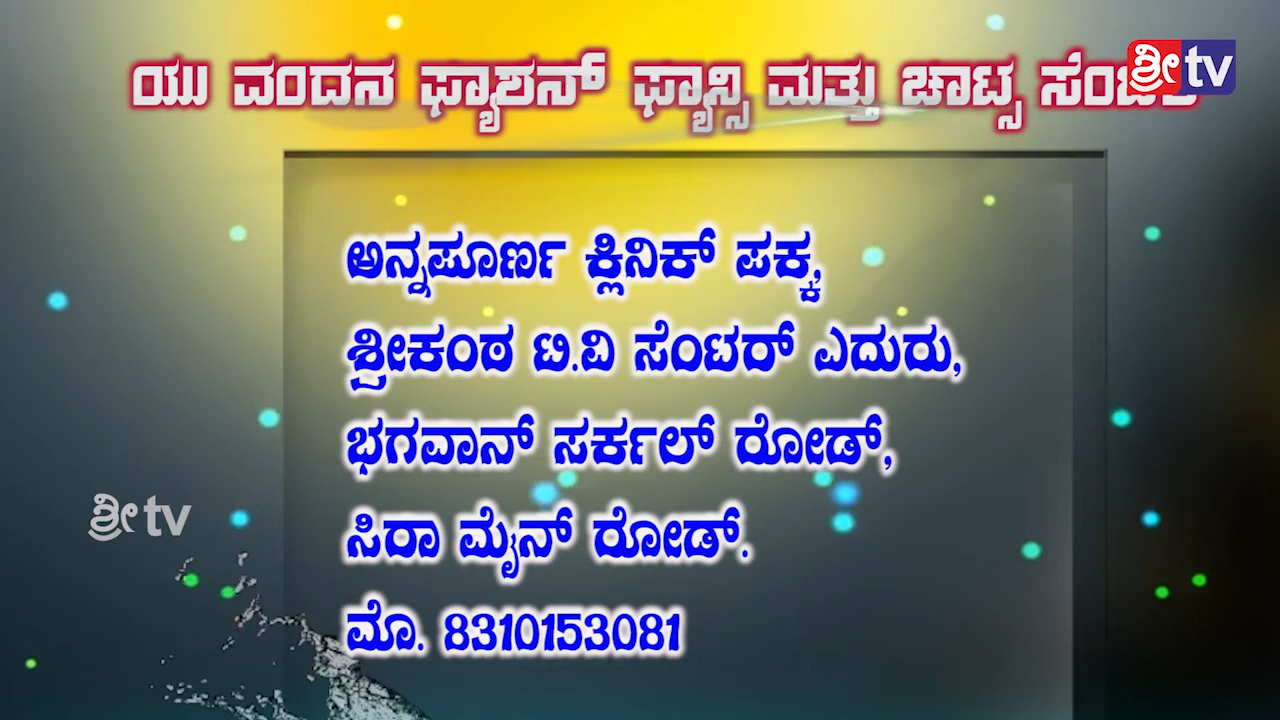 ಯು ವಂದನ ಫ್ಯಾಶನ್ ಫ್ಯಾನ್ಸಿ ಮತ್ತು ಚಾಟ್ಸ
ಶ್ರೀ tv
ಅನ್ನಪೂರ್ಣ ಕ್ಲಿನಿಕ್ ಪಕ್ಕ,
ಶ್ರೀಕಂಠ ಟಿ.ವಿ ಸೆಂಟರ್ ಎದುರು,
ಭಗವಾನ್ ಸರ್ಕಲ್ ರೋಡ್,
ಸಿರಾ ಮೈನ್ ರೋಡ್.
ಶ್ರೀ tv
ಮೊ. 8310153081